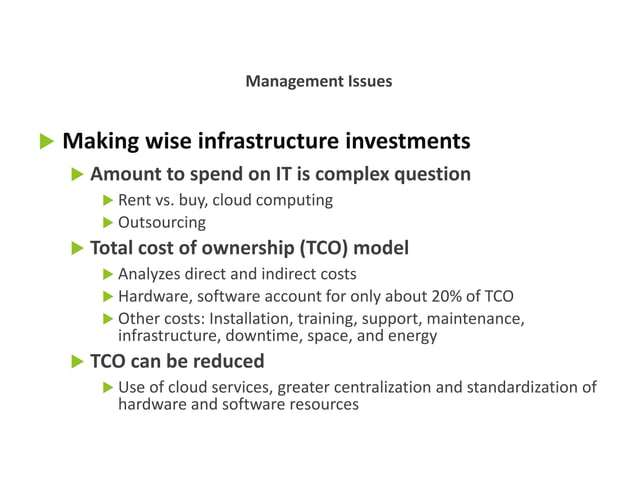 Management Issues
Making wise infrastructure investments
Amount to spend on IT is complex question
Rent vs. buy, cloud computing
Outsourcing
Total cost of ownership (TCO) model
Analyzes direct and indirect costs
Hardware, software account for only about 20% of TCO
Other costs: Installation, training, support, maintenance,
infrastructure, downtime, space, and energy
TCO can be reduced
Use of cloud services, greater centralization and standardization of
hardware and software resources